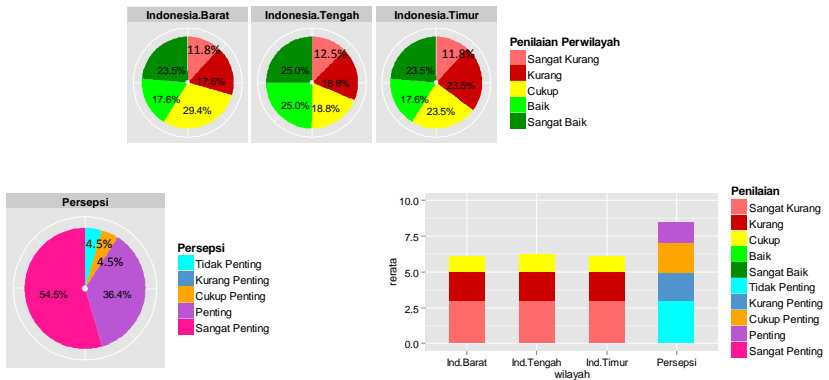 Indonesia.Barat
Indonesia.Tengah
Indonesia.Timur
11.8%
17.6%
29.4%
17.6%
23.5%
12.5%
18.8%
18.8%
25.0%
25.0%
11.8%
23.5%
23.5%
17.6%
23.5%
Penilaian Perwilayah
Sangat Kurang
Kurang
Cukup
Baik
Sangat Baik
Persepsi
4.5%
4.5%
36.4%
54.5%
Persepsi
Tidak Penting
Kurang Penting
Cukup Penting
Penting
Sangat Penting
rerata
10.0
7.5
5.0
2.5
0.0
Ind.Barat
Ind.Tengah
Ind.Timur
Persepsi
wilayah
Penilaian
Sangat Kurang
Kurang
Cukup
Baik
Sangat Baik
Tidak Penting
Kurang Penting
Cukup Penting
Penting
Sangat Penting